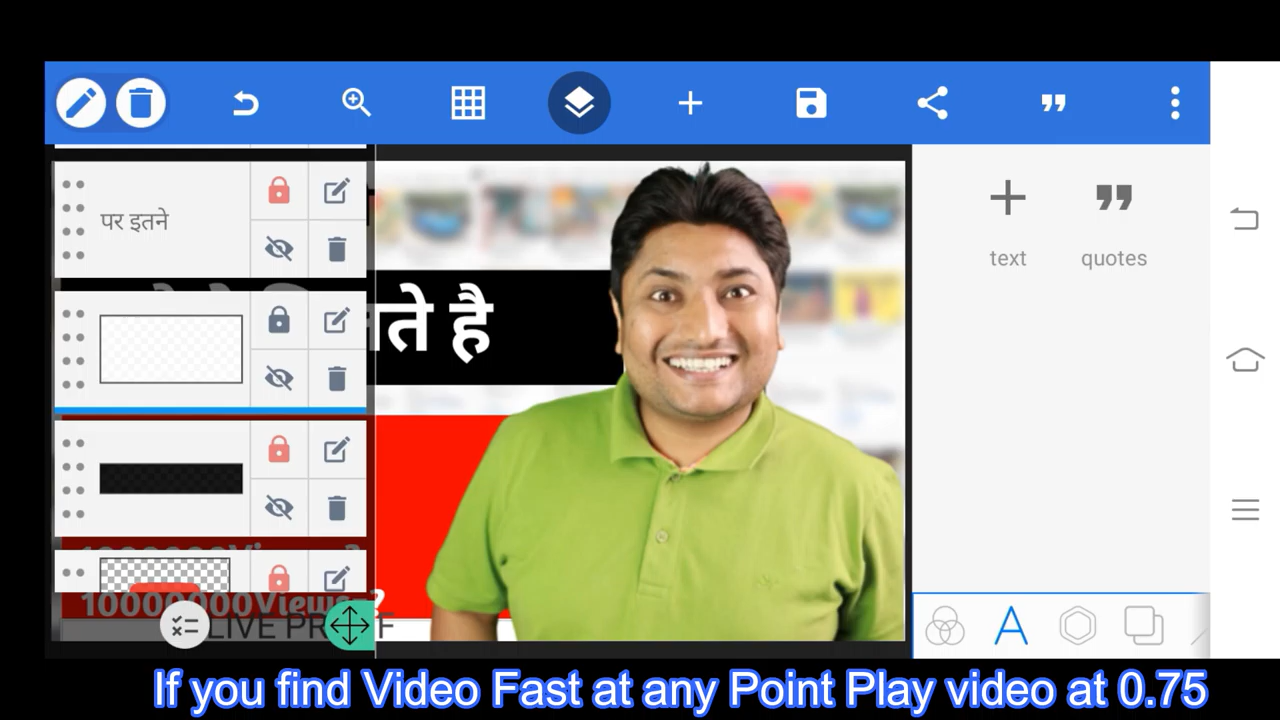 पर इतने
ते है
text
quotes
10000000Views
LIVE PR F
If you find Video Fast at any Point Play video at 0.75